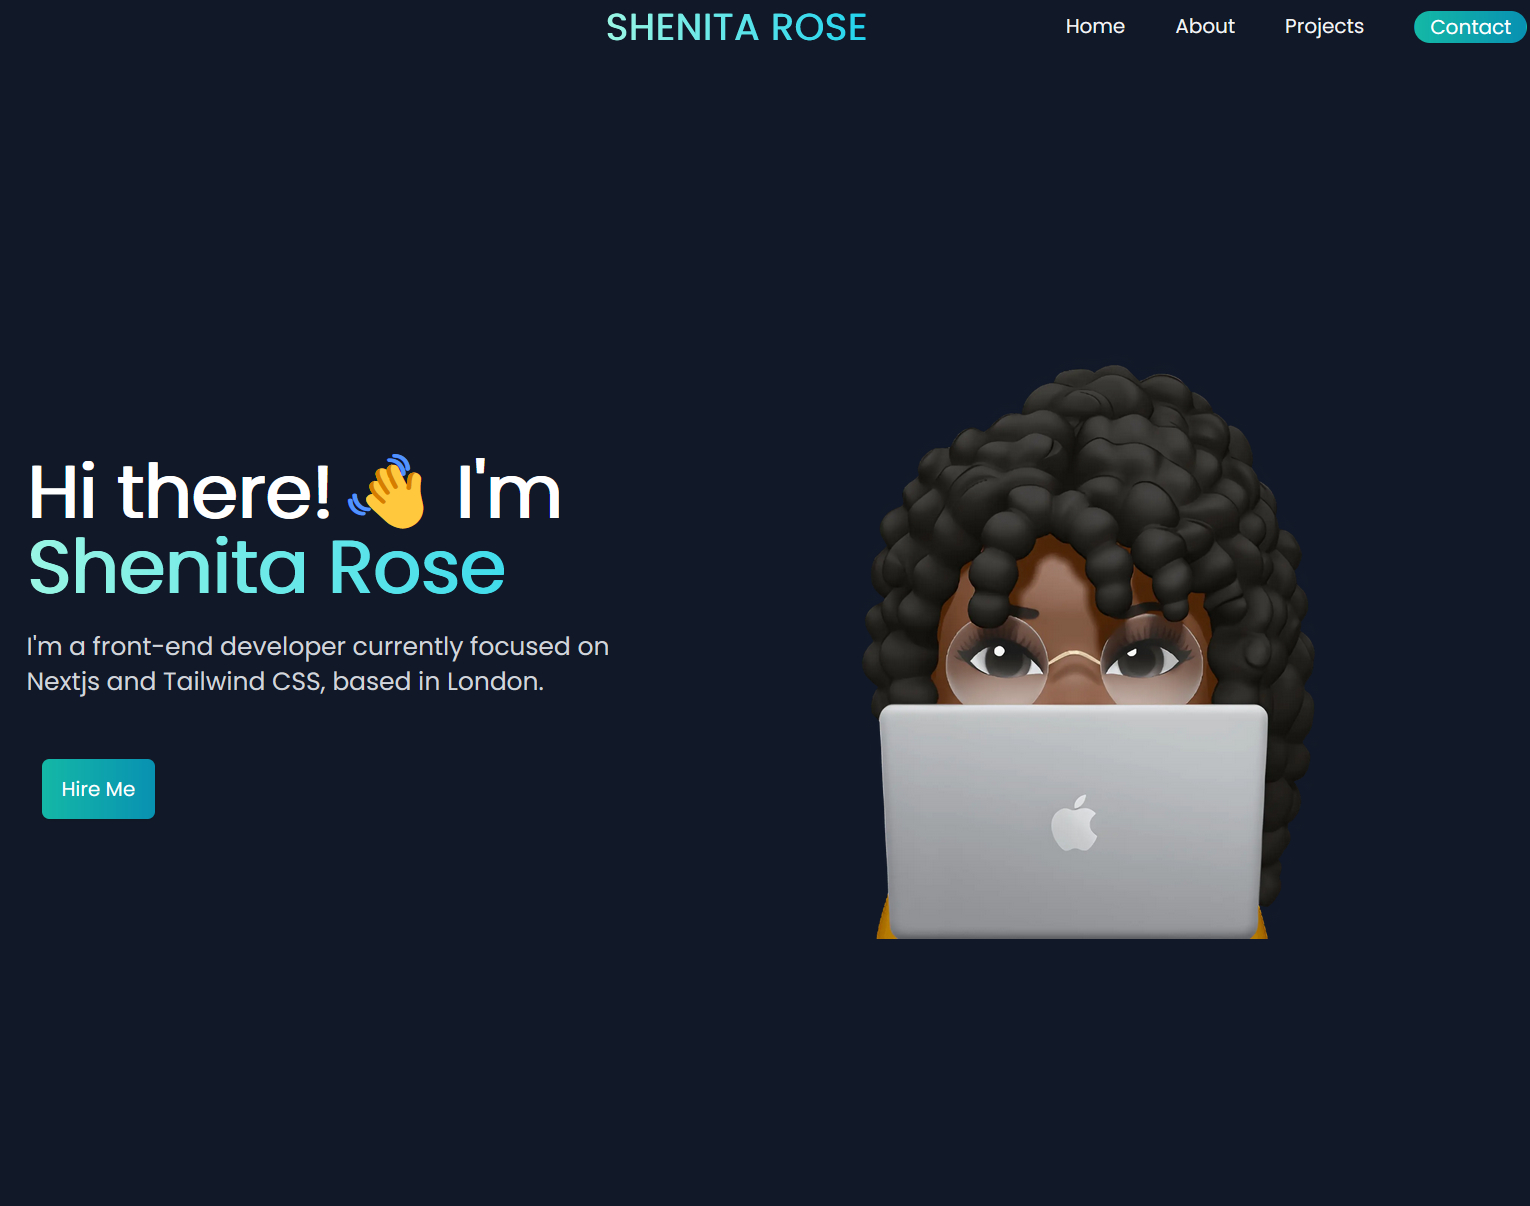 SHENITA ROSE
Home About Projects Contact
Hi there! 👋 I'm
Shenita Rose
I'm a front-end developer currently focused on
Nextjs and Tailwind CSS, based in London.
Hire Me